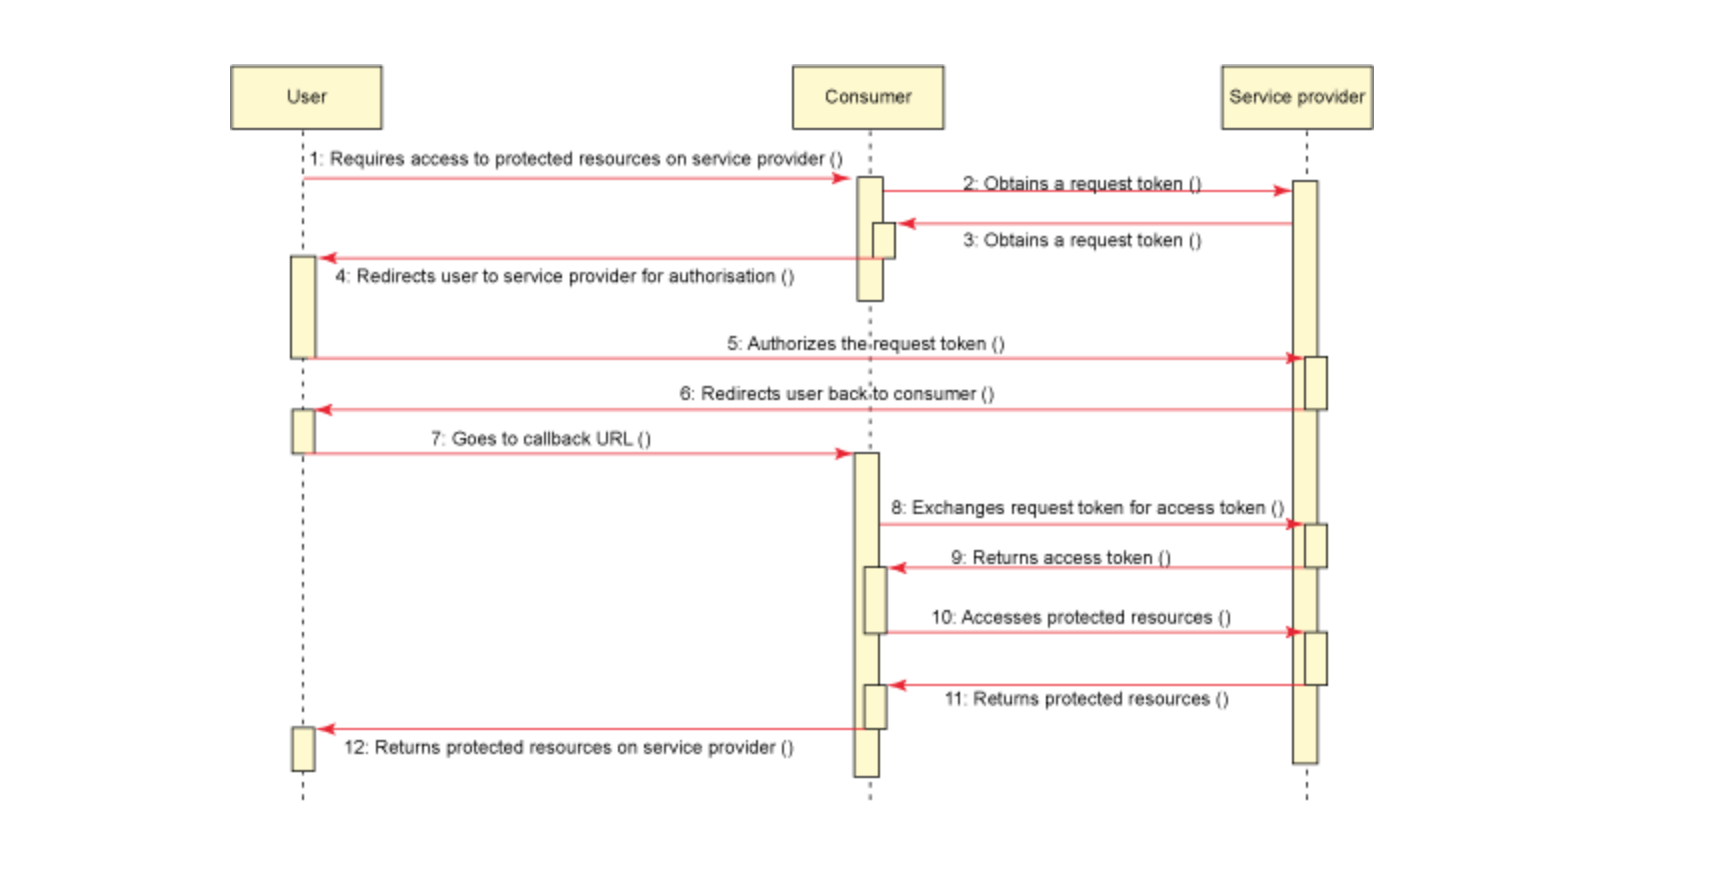 User
Consumer
Service provider
1: Requires access to protected resources on service provider ()
2: Obtains a request token ()
3: Obtains a request token ()
4: Redirects user to service provider for authorisation ()
5: Authorizes the request token ()
6: Redirects user back to consumer ()
7: Goes to callback URL ()
8: Exchanges request token for access token ()
9: Returns access token ()
10: Accesses protected resources ()
11: Returns protected resources ()
12: Returns protected resources on service provider ()